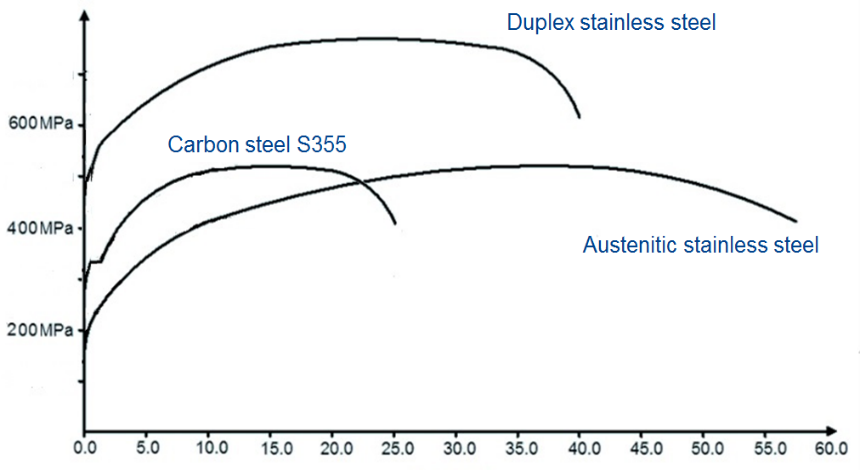 Duplex stainless steel
600MPa
Carbon steel S355
400MPa
Austenitic stainless steel
200MPa
0.0 5.0 10.0 15.0 20.0 25.0 30.0 35.0 40.0 45.0 50.0 55.0 60.0